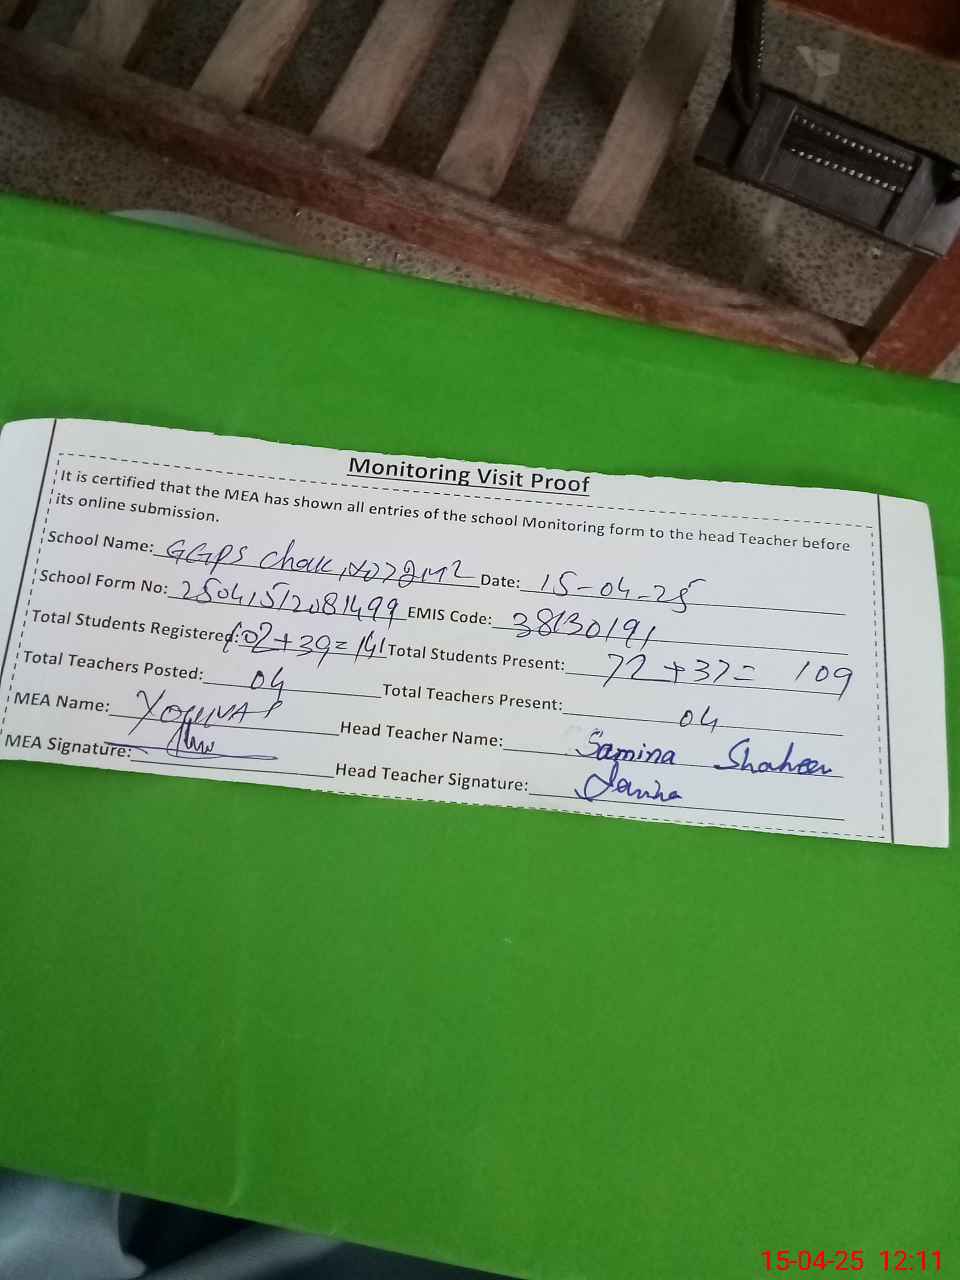 Monitoring Visit Proof
It is certified that the MEA has shown all entries of the school Monitoring form to the head Teacher before
its online submission.
School Name: GGPS Chak Date: 15-04-25
School Form No: 25041512081499 EMIS Code: 38130191
Total Students Registered: 102+39=141 Total Students Present: 72+37= 109
Total Teachers Posted: 04 Total Teachers Present: 04
MEA Name: Head Teacher Name: Samina Shaheen
MEA Signature: Head Teacher Signature: Samina
15-04-25 12:11